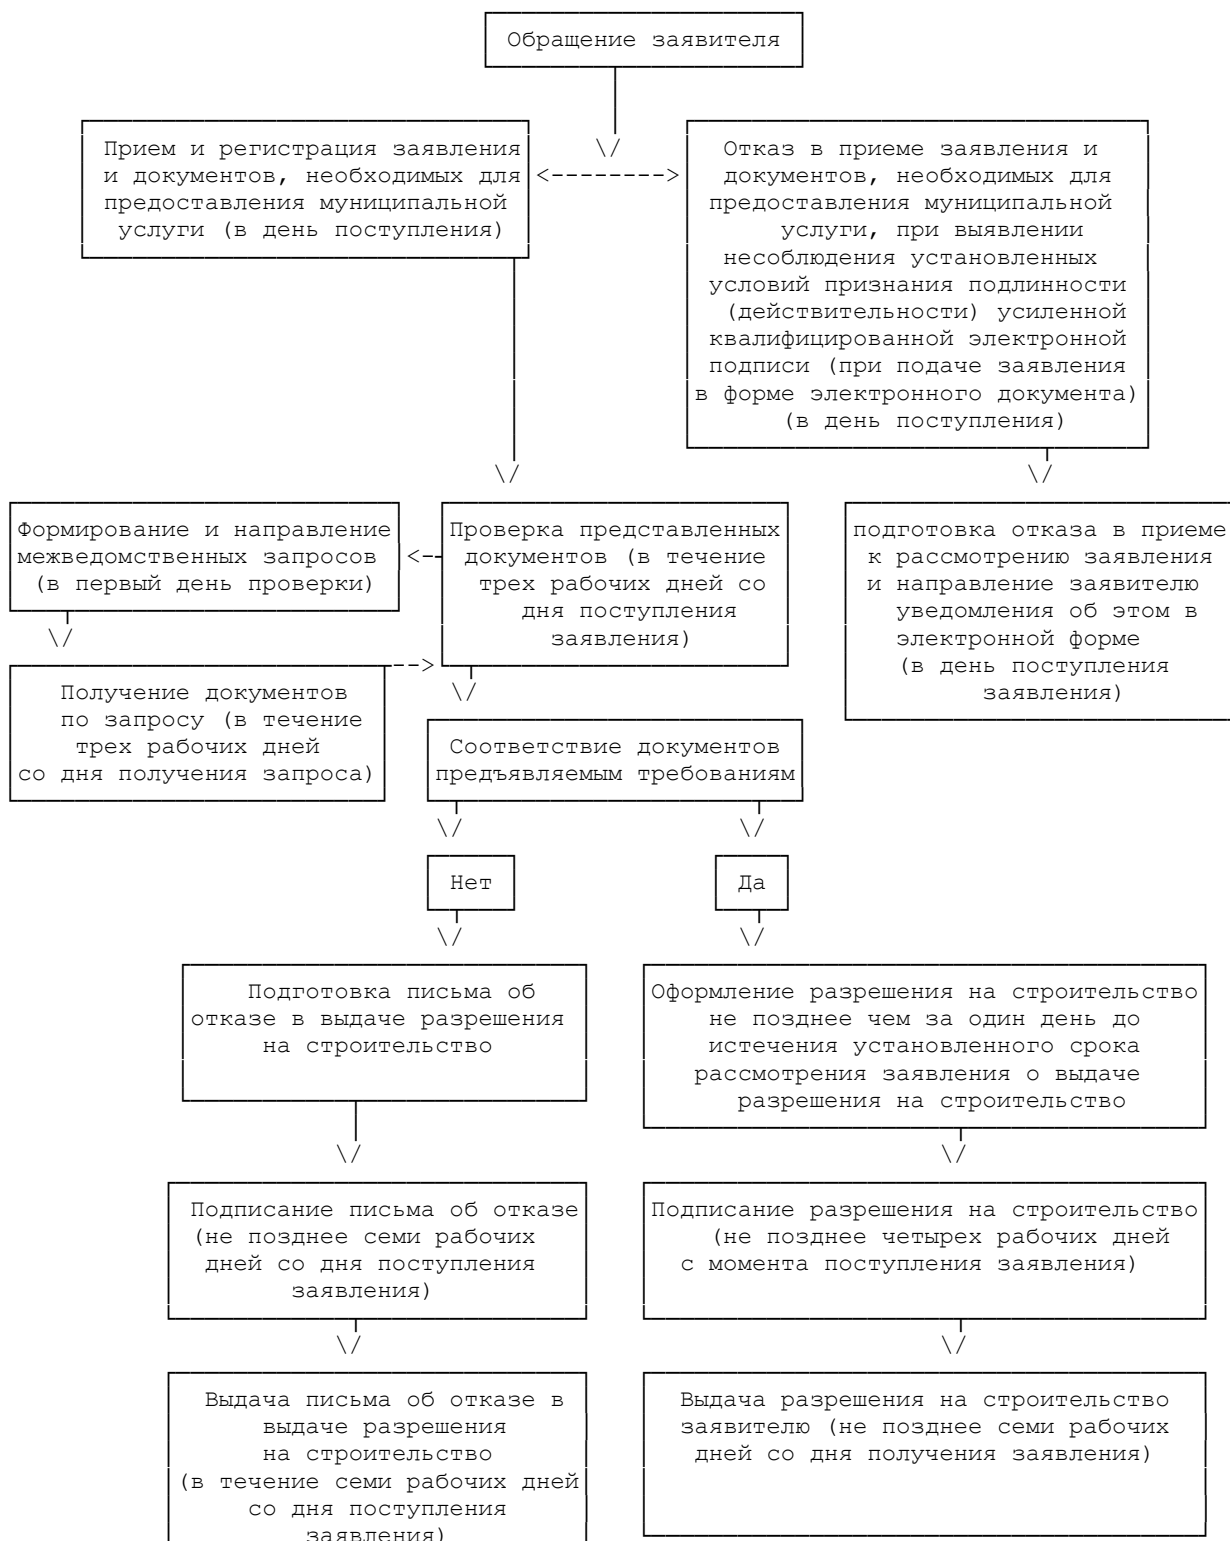 Обращение заявителя
Прием и регистрация заявления
и документов, необходимых для
предоставления муниципальной
услуги (в день поступления)
\/
<-------->
Отказ в приеме заявления и
документов, необходимых для
предоставления муниципальной
услуги, при выявлении
несоблюдения установленных
условий признания подлинности
(действительности) усиленной
квалифицированной электронной
подписи (при подаче заявления
в форме электронного документа)
(в день поступления)
\/
\/
Формирование и направление
межведомственных запросов
(в первый день проверки)
<--
Проверка представленных
документов (в течение
трех рабочих дней со
дня поступления
заявления)
подготовка отказа в приеме
к рассмотрению заявления
и направление заявителю
уведомления об этом в
электронной форме
(в день поступления
заявления)
\/
-->
\/
Получение документов
по запросу (в течение
трех рабочих дней
со дня получения запроса)
Соответствие документов
предъявляемым требованиям
\/
\/
Нет
Да
\/
\/
Подготовка письма об
отказе в выдаче разрешения
на строительство
Оформление разрешения на строительство
не позднее чем за один день до
истечения установленного срока
рассмотрения заявления о выдаче
разрешения на строительство
\/
\/
Подписание письма об отказе
(не позднее семи рабочих
дней со дня поступления
заявления)
Подписание разрешения на строительство
(не позднее четырех рабочих дней
с момента поступления заявления)
\/
\/
Выдача письма об отказе в
выдаче разрешения
на строительство
(в течение семи рабочих дней
со дня поступления
заявления)
Выдача разрешения на строительство
заявителю (не позднее семи рабочих
дней со дня получения заявления)